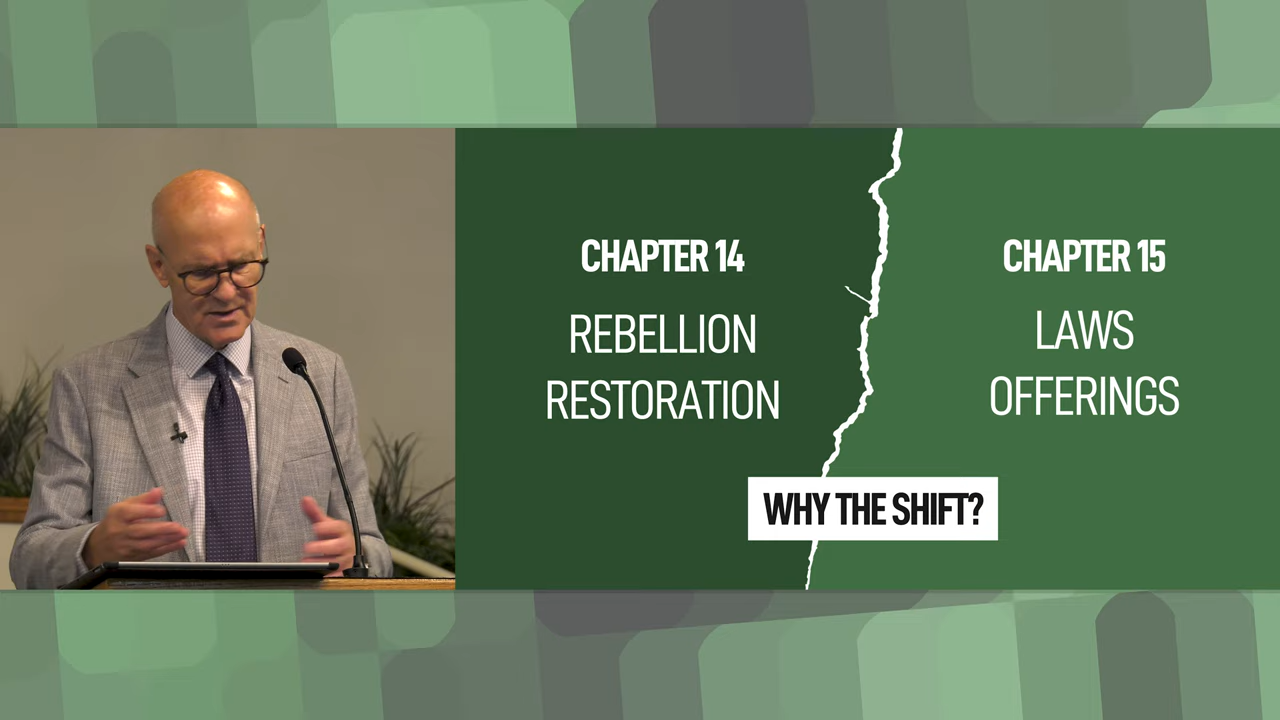 CHAPTER 14
REBELLION
RESTORATION
CHAPTER 15
LAWS
OFFERINGS
WHY THE SHIFT?